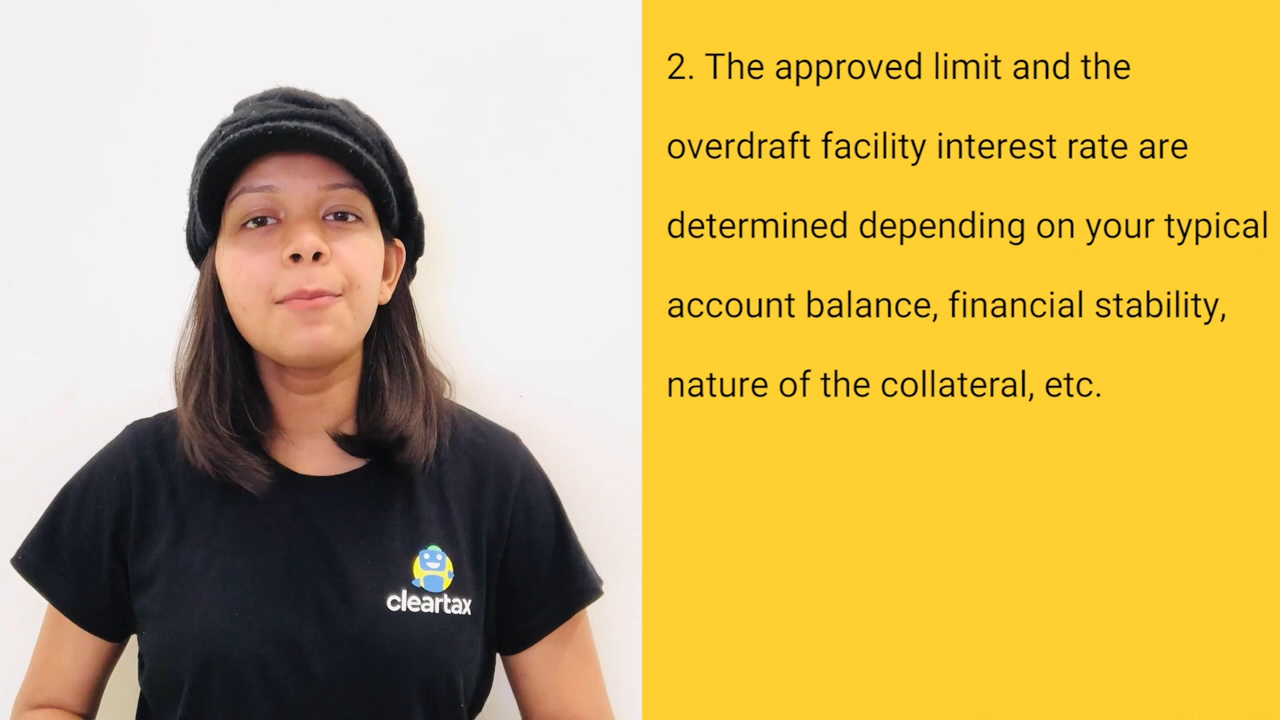 2. The approved limit and the
overdraft facility interest rate are
determined depending on your typical
account balance, financial stability,
nature of the collateral, etc.
cleartax